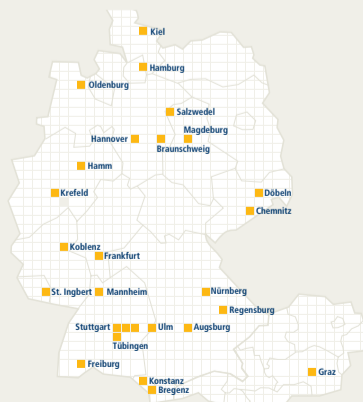 Kiel
Hamburg
Oldenburg
Salzwedel
Magdeburg
Hannover
Braunschweig
Hamm
Krefeld
Döbeln
Chemnitz
Koblenz
Frankfurt
St. Ingbert
Mannheim
Nürnberg
Regensburg
Stuttgart
Ulm
Augsburg
Tübingen
Freiburg
Graz
Konstanz
Bregenz